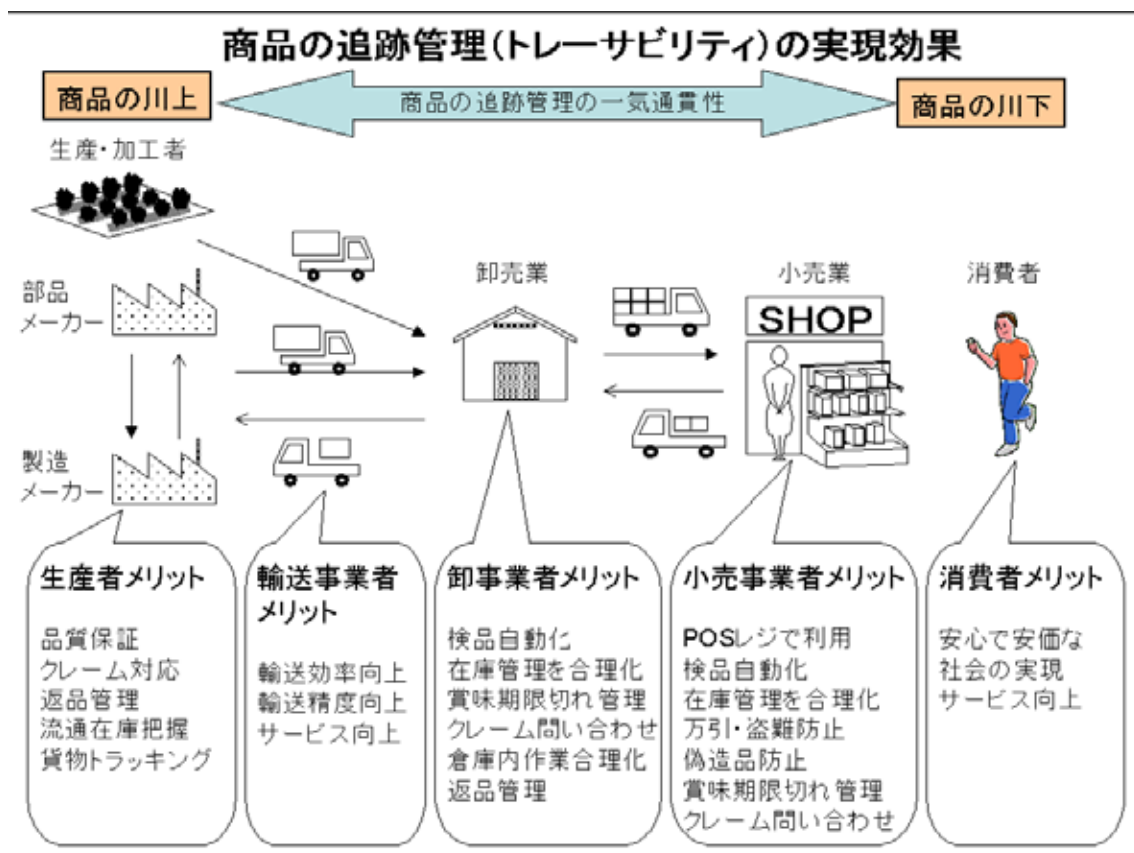 商品の追跡管理(トレーサビリティ)の実現効果
商品の川上
商品の追跡管理の一気通貫性
商品の川下
生産・加工者
部品
メーカー
製造
メーカー
卸売業
小売業
SHOP
消費者
生産者メリット
品質保証
クレーム対応
返品管理
流通在庫把握
貨物トラッキング
輸送事業者
メリット
輸送効率向上
輸送精度向上
サービス向上
卸事業者メリット
検品自動化
在庫管理を合理化
賞味期限切れ管理
クレーム問い合わせ
倉庫内作業合理化
返品管理
小売事業者メリット
POSレジで利用
検品自動化
在庫管理を合理化
万引・盗難防止
偽造品防止
賞味期限切れ管理
クレーム問い合わせ
消費者メリット
安心で安価な
社会の実現
サービス向上